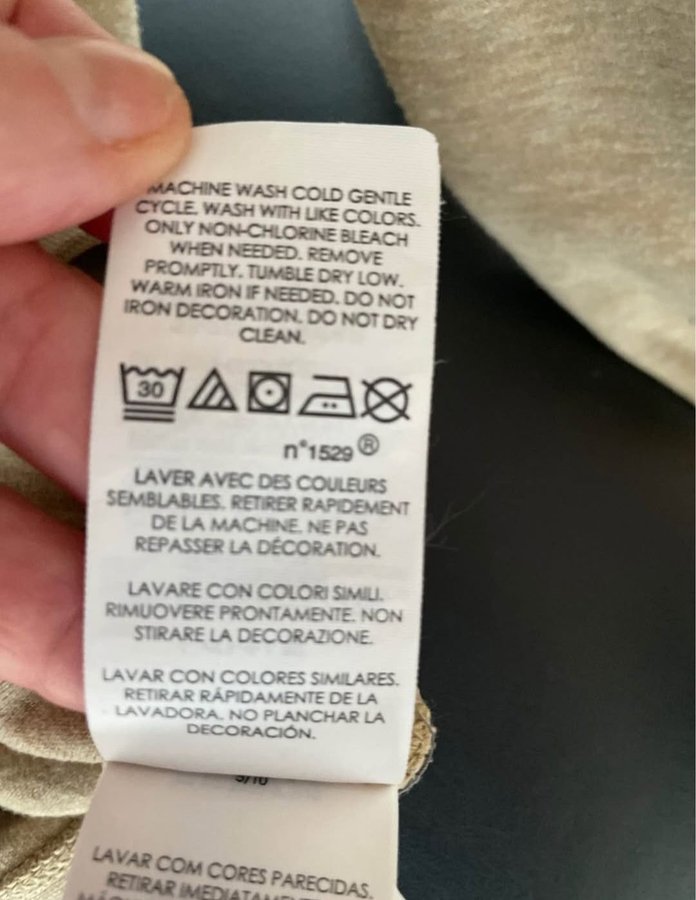 MACHINE WASH COLD GENTLE
CYCLE. WASH WITH LIKE COLORS.
ONLY NON-CHLORINE BLEACH
WHEN NEEDED. REMOVE
PROMPTLY. TUMBLE DRY LOW.
WARM IRON IF NEEDED. DO NOT
IRON DECORATION. DO NOT DRY
CLEAN.
30
n°1529®
LAVER AVEC DES COULEURS
SEMBLABLES. RETIRER RAPIDEMENT
DE LA MACHINE. NE PAS
REPASSER LA DÉCORATION.
LAVARE CON COLORI SIMILI.
RIMUOVERE PRONTAMENTE. NON
STIRARE LA DECORAZIONE.
LAVAR CON COLORES SIMILARES.
RETIRAR RÁPIDAMENTE DE LA
LAVADORA. NO PLANCHAR LA
DECORACIÓN.
LAVAR COM CORES PARECIDAS.
RETIRAR